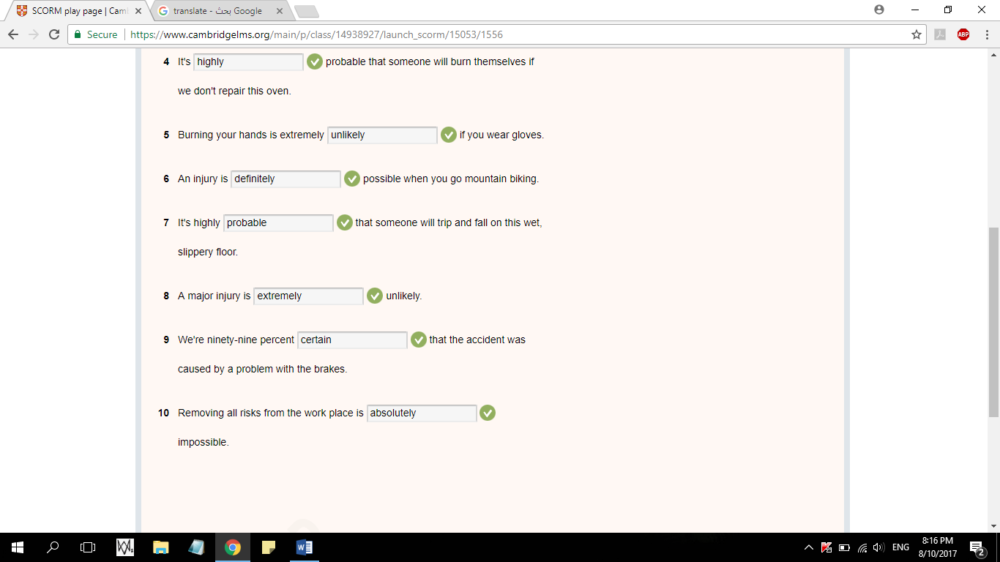 SCORM play page | Cam
translate - بحث Google
Secure https://www.cambridgelms.org/main/p/class/14938927/launch_scorm/15053/1556
ABP
4 It's highly probable that someone will burn themselves if
we don't repair this oven.
5 Burning your hands is extremely unlikely if you wear gloves.
6 An injury is definitely possible when you go mountain biking.
7 It's highly probable that someone will trip and fall on this wet,
slippery floor.
8 A major injury is extremely unlikely.
9 We're ninety-nine percent certain that the accident was
caused by a problem with the brakes.
10 Removing all risks from the work place is absolutely
impossible.
ENG
8:16 PM
8/10/2017
2